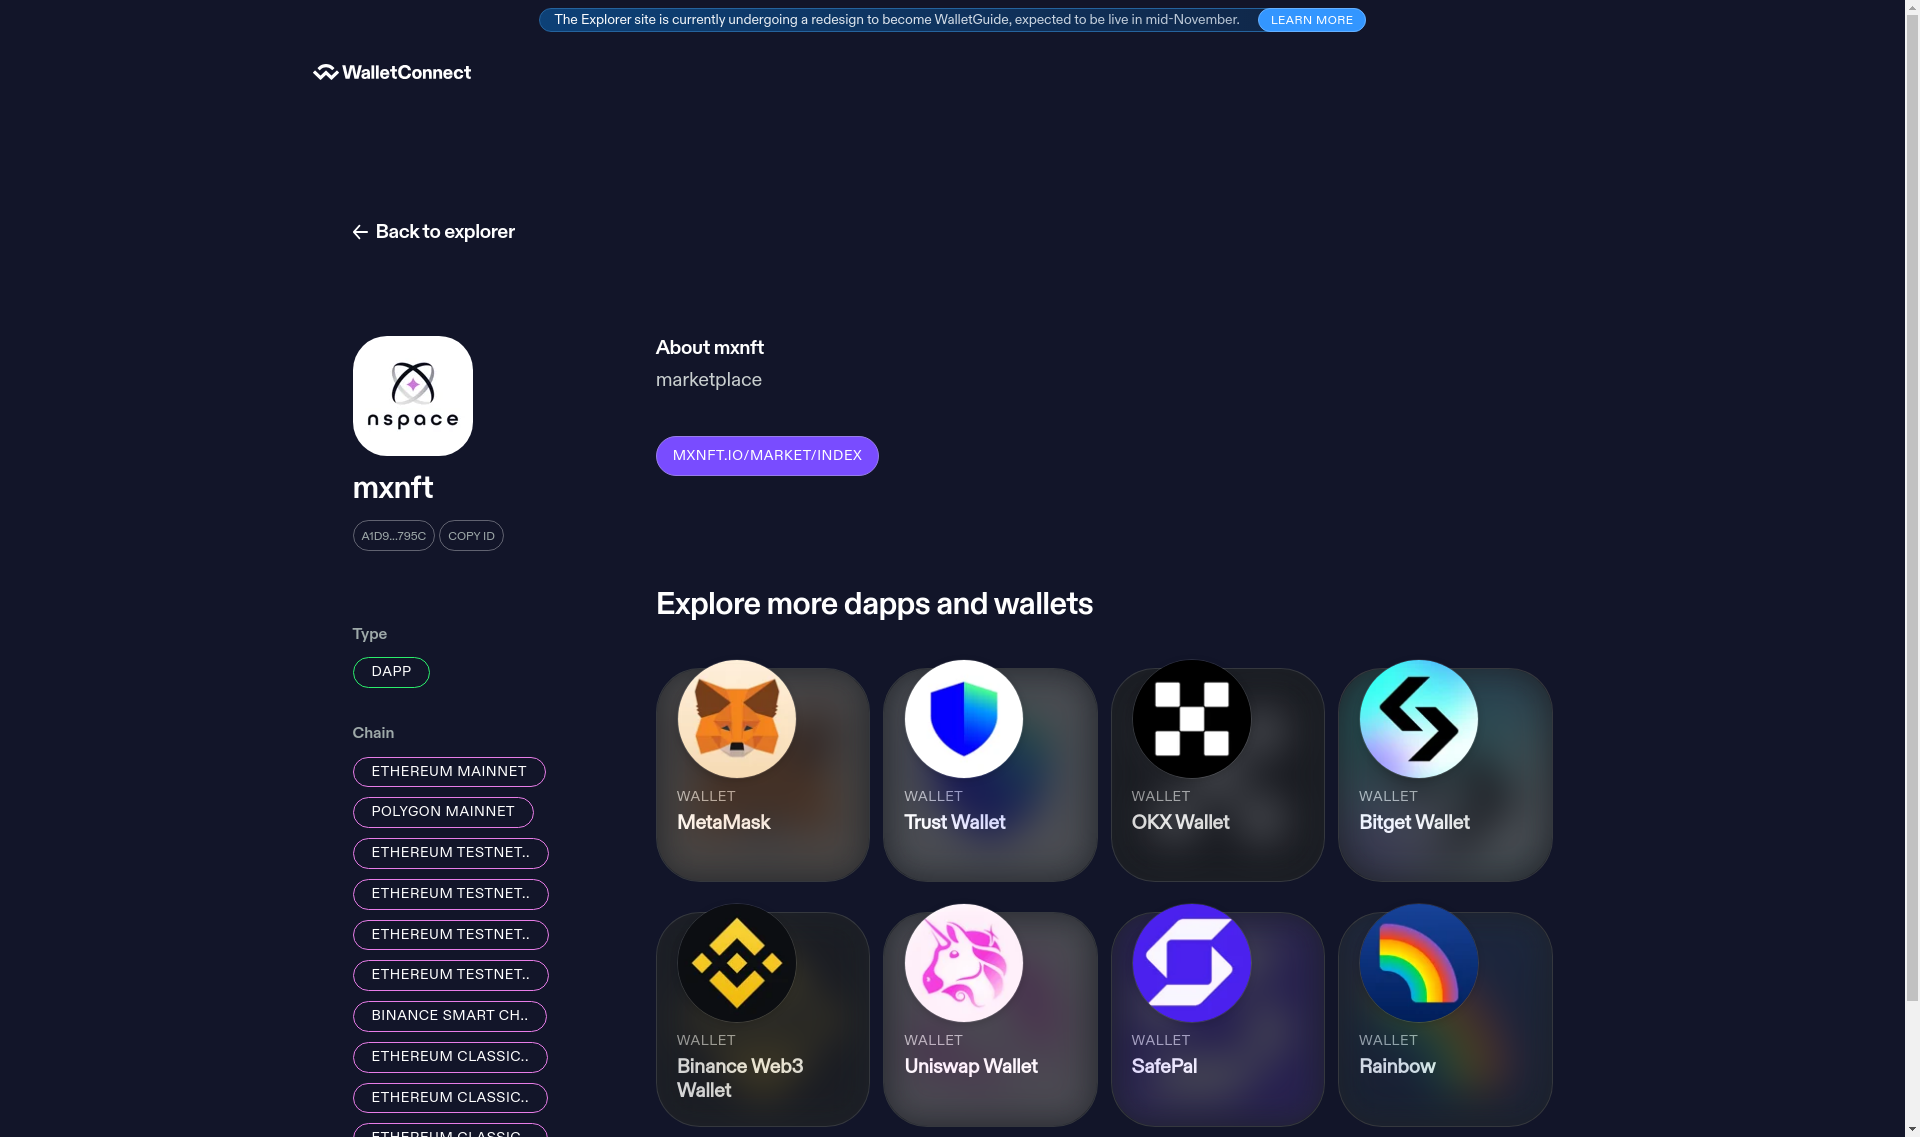 The Explorer site is currently undergoing a redesign to become WalletGuide, expected to be live in mid-November.
LEARN MORE
WalletConnect
Back to explorer
nspace
mxnft
A1D9...795C
COPY ID
Type
DAPP
Chain
ETHEREUM MAINNET
POLYGON MAINNET
ETHEREUM TESTNET..
ETHEREUM TESTNET..
ETHEREUM TESTNET..
ETHEREUM TESTNET..
BINANCE SMART CH..
ETHEREUM CLASSIC..
ETHEREUM CLASSIC..
ETHEREUM CLASSIC..
About mxnft
marketplace
MXNFT.IO/MARKET/INDEX
Explore more dapps and wallets
WALLET
MetaMask
WALLET
Trust Wallet
WALLET
OKX Wallet
WALLET
Bitget Wallet
WALLET
Binance Web3
Wallet
WALLET
Uniswap Wallet
WALLET
SafePal
WALLET
Rainbow